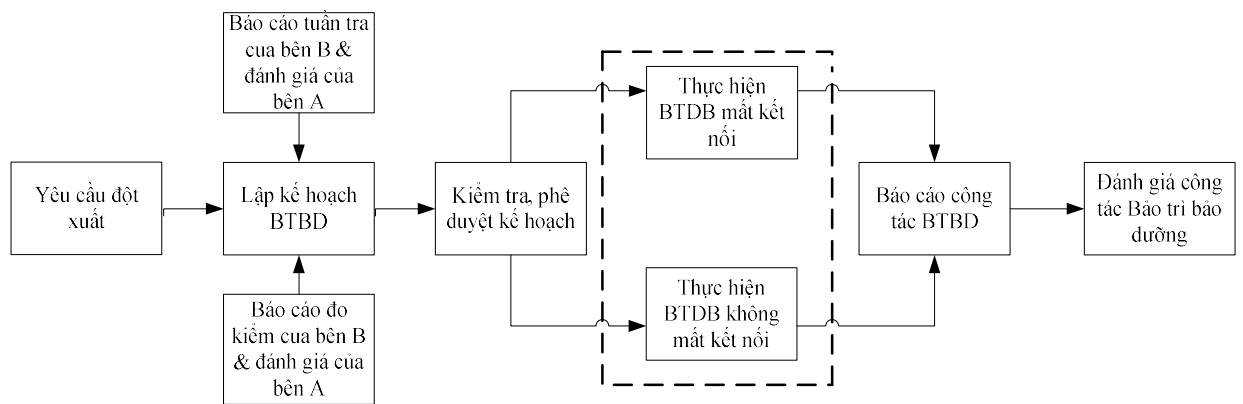 Báo cáo tuần tra
cua bên B &
đánh giá của
bên A
Yêu cầu đột
xuất
Lập kế hoạch
BTBD
Báo cáo đo
kiểm cua bên B
& đánh giá của
bên A
Kiểm tra, phê
duyệt kế hoạch
Thực hiện
BTDB mất kết
nối
Thực hiện
BTDB không
mất kết nối
Báo cáo công
tác BTBD
Đánh giá công
tác Bảo trì bảo
dưỡng